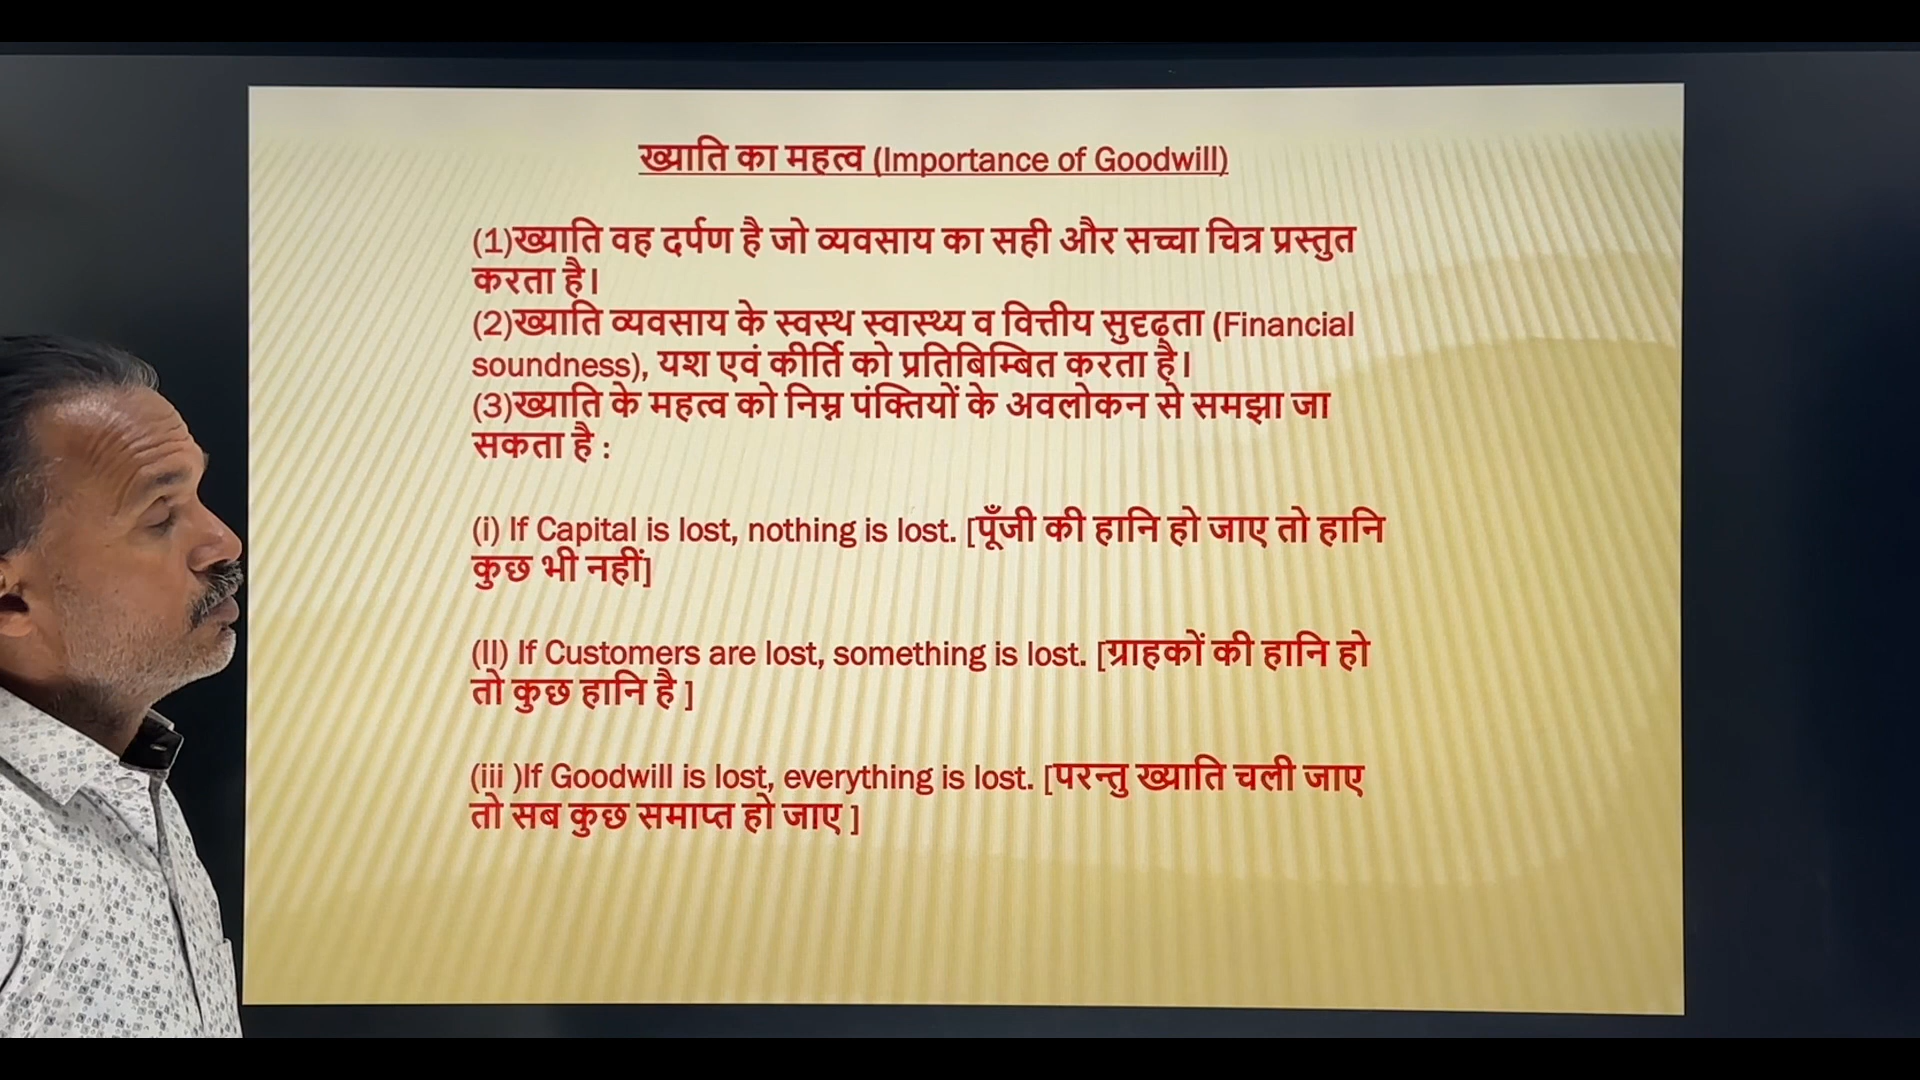 ख्याति का महत्व (Importance of Goodwill)
(1)ख्याति वह दर्पण है जो व्यवसाय का सही और सच्चा चित्र प्रस्तुत
करता है।
(2)ख्याति व्यवसाय के स्वस्थ स्वास्थ्य व वित्तीय सुदृढ़ता (Financial
soundness), यश एवं कीर्ति को प्रतिबिम्बित करता है।
(3)ख्याति के महत्व को निम्न पंक्तियों के अवलोकन से समझा जा
सकता है :
(i) If Capital is lost, nothing is lost. [पूँजी की हानि हो जाए तो हानि
कुछ भी नहीं]
(II) If Customers are lost, something is lost. [ग्राहकों की हानि हो
तो कुछ हानि है ]
(iii )If Goodwill is lost, everything is lost. [परन्तु ख्याति चली जाए
तो सब कुछ समाप्त हो जाए ]